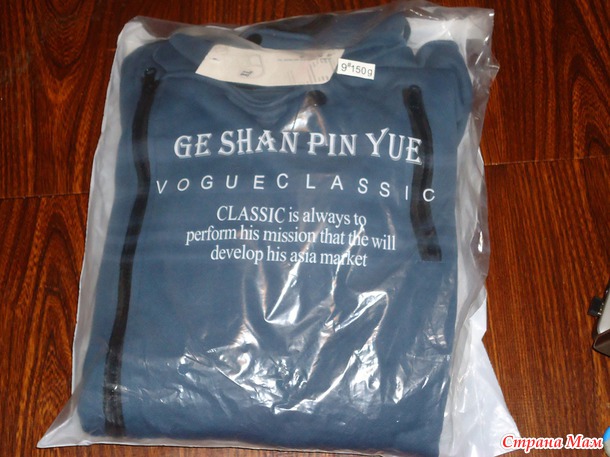 9#150g
GE SHAN PIN YUE
VOGUECLASSIC
CLASSIC is always to
perform his mission that the will
develop his asia market
Страна Мам